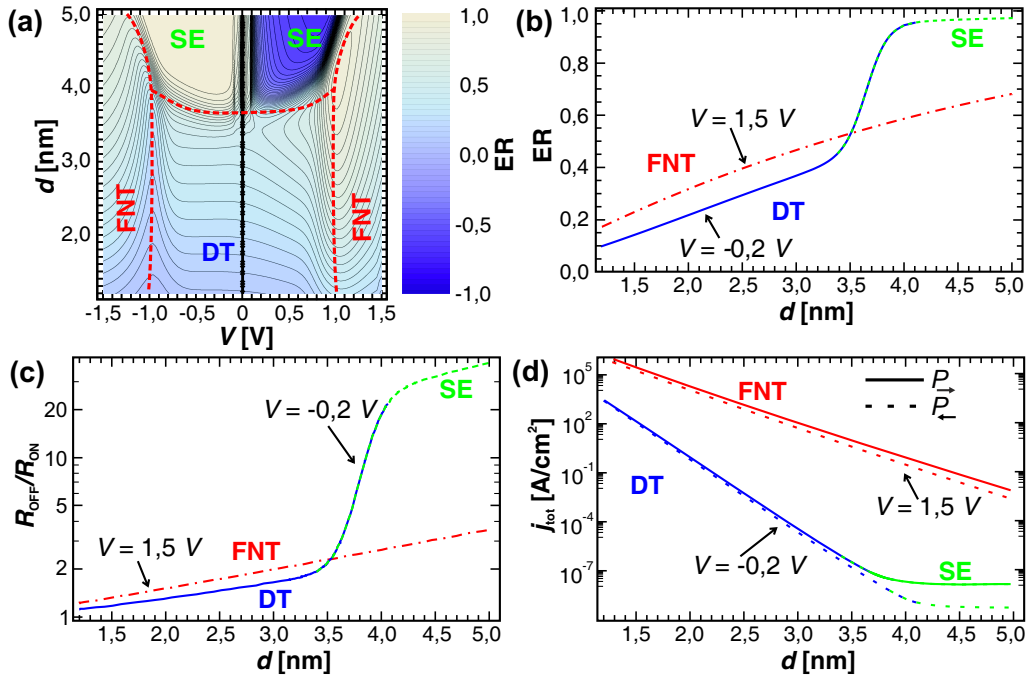 (a)
5,0
4,0
3,0
2,0
d [nm]
SE
SE
FNT
FNT
DT
-1,5
-1,0
-0,5
0
0,5
1,0
1,5
V [V]
1,0
0,5
0,0
-0,5
-1,0
ER
(b)
1,0
0,8
0,6
0,4
0,2
0,0
ER
SE
V = 1,5 V
FNT
DT
V = -0,2 V
1,5
2,0
2,5
3,0
3,5
4,0
4,5
5,0
d [nm]
(c)
20
10
5
2
1
R_OFF/R_ON
SE
V = -0,2 V
V = 1,5 V
FNT
DT
1,5
2,0
2,5
3,0
3,5
4,0
4,5
5,0
d [nm]
(d)
10^5
10^2
10^-1
10^-4
10^-7
j_tot [A/cm²]
FNT
P→
P←
DT
V = 1,5 V
V = -0,2 V
SE
1,5
2,0
2,5
3,0
3,5
4,0
4,5
5,0
d [nm]